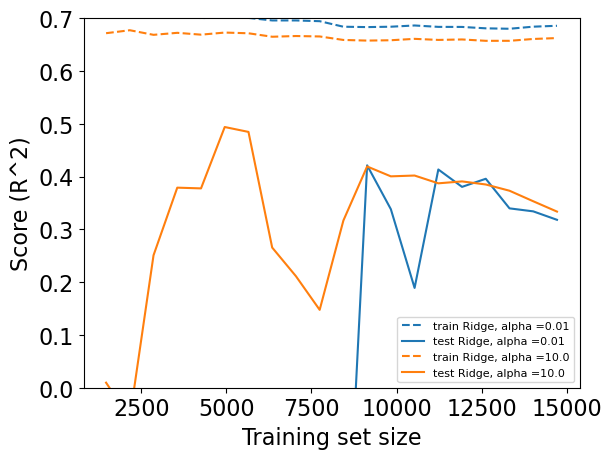 0.7
0.6
0.5
0.4
0.3
0.2
0.1
0.0
Score (R^2)
train Ridge, alpha =0.01
test Ridge, alpha =0.01
train Ridge, alpha =10.0
test Ridge, alpha =10.0
2500 5000 7500 10000 12500 15000
Training set size